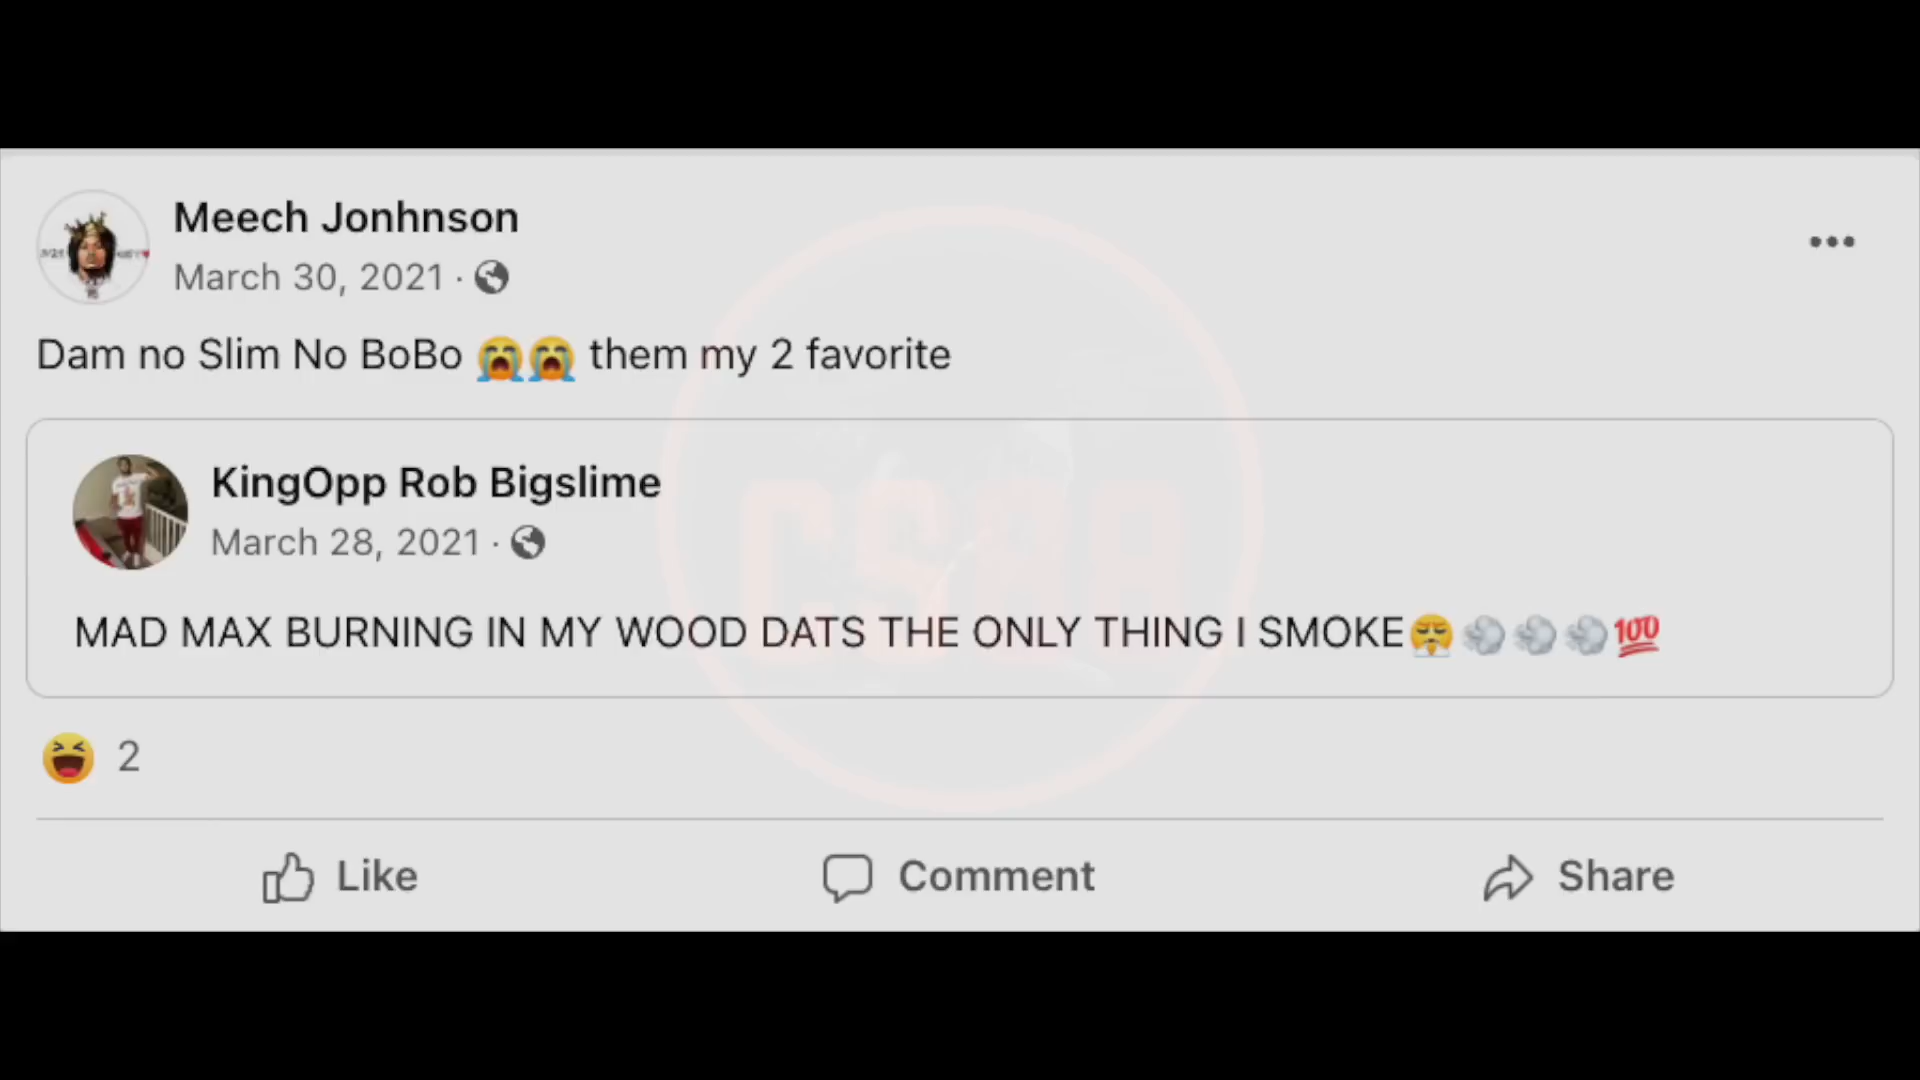 Meech Jonhnson
March 30, 2021 ·
Dam no Slim No BoBo 😭😭 them my 2 favorite
KingOpp Rob Bigslime
March 28, 2021 ·
MAD MAX BURNING IN MY WOOD DATS THE ONLY THING I SMOKE😤💨💨💨💯
😆 2
Like
Comment
Share